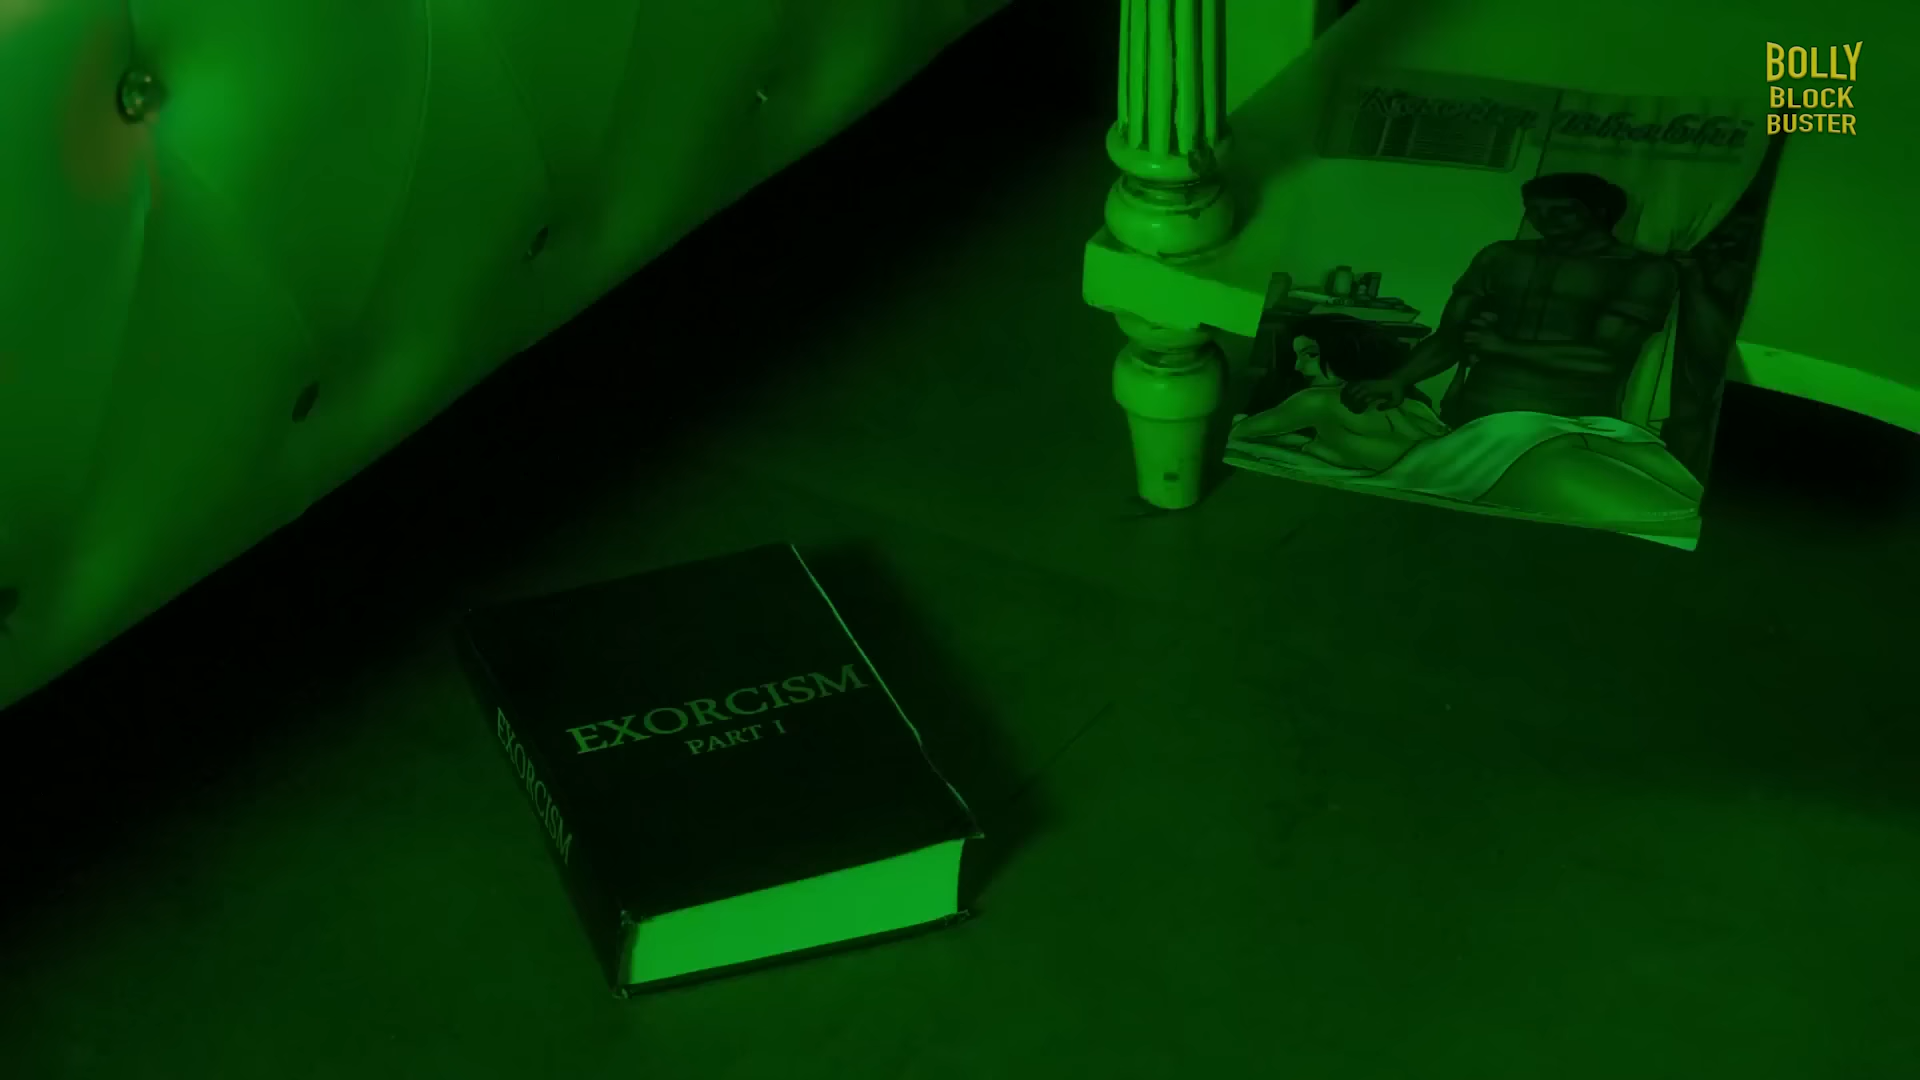 BOLLY
BLOCK
BUSTER
EXORCISM
PART I
EXORCISM